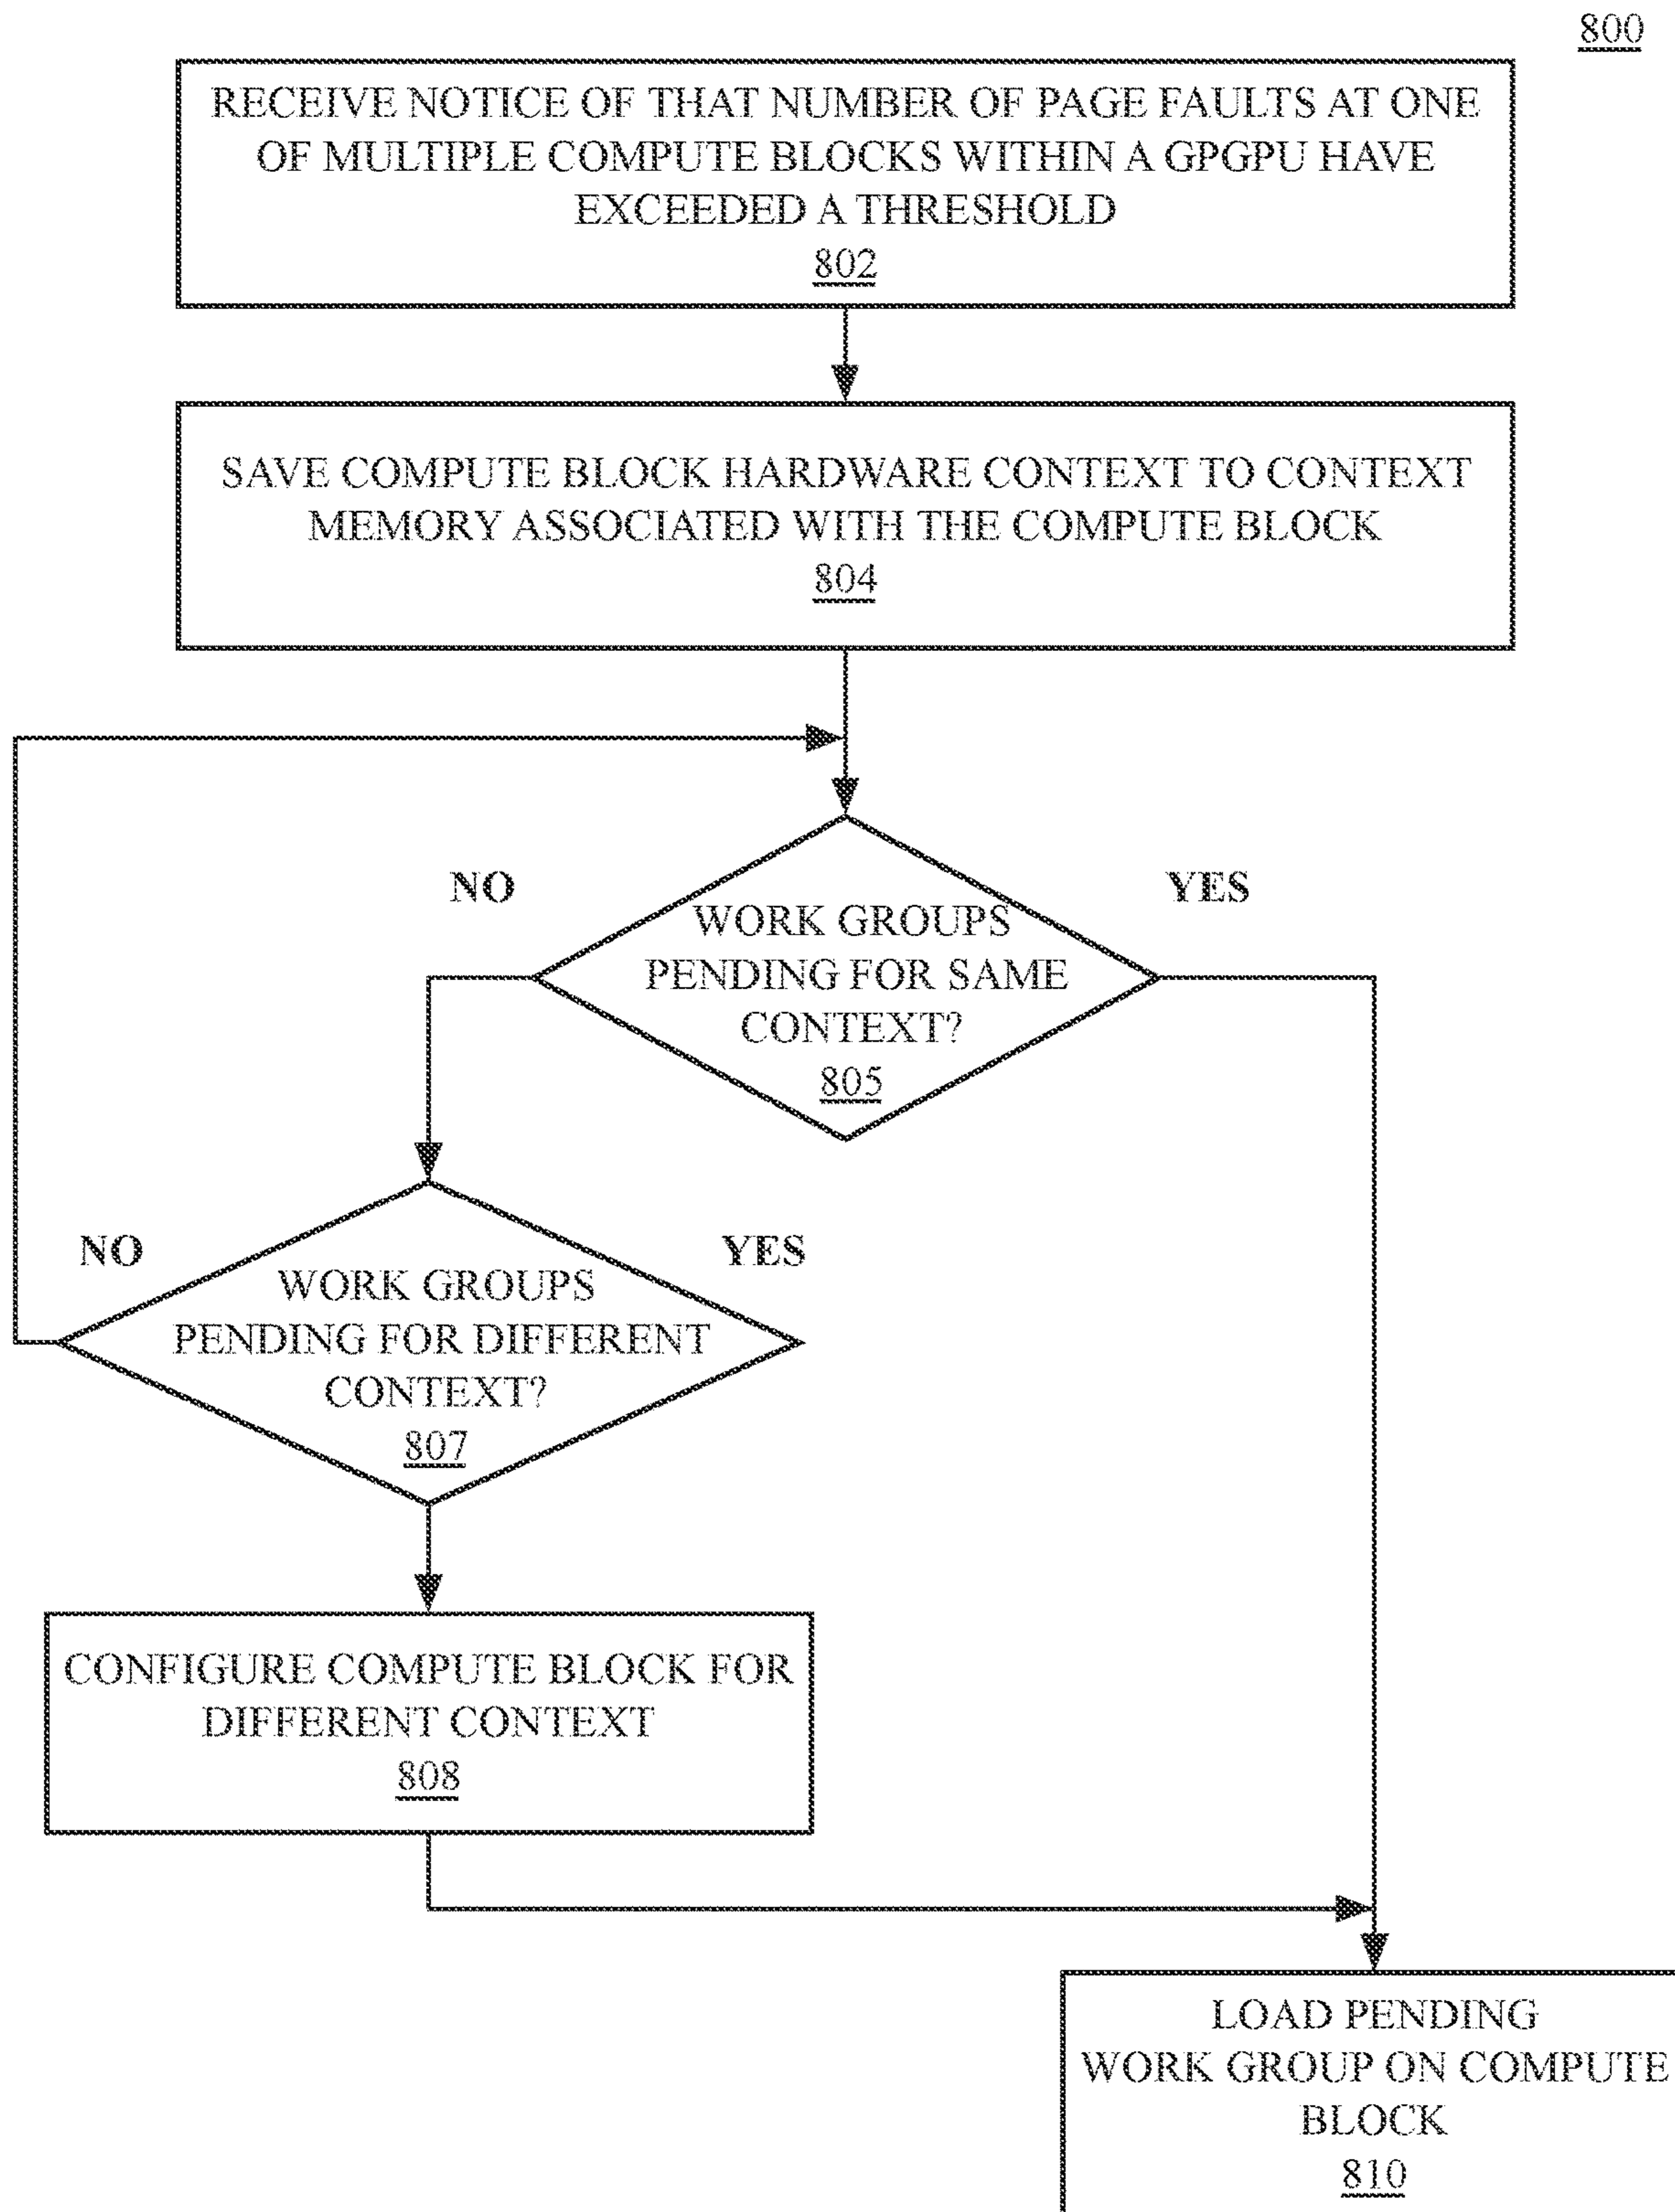 800
RECEIVE NOTICE OF THAT NUMBER OF PAGE FAULTS AT ONE
OF MULTIPLE COMPUTE BLOCKS WITHIN A GPGPU HAVE
EXCEEDED A THRESHOLD
802
SAVE COMPUTE BLOCK HARDWARE CONTEXT TO CONTEXT
MEMORY ASSOCIATED WITH THE COMPUTE BLOCK
804
NO
YES
WORK GROUPS
PENDING FOR SAME
CONTEXT?
805
NO
YES
WORK GROUPS
PENDING FOR DIFFERENT
CONTEXT?
807
CONFIGURE COMPUTE BLOCK FOR
DIFFERENT CONTEXT
808
LOAD PENDING
WORK GROUP ON COMPUTE
BLOCK
810